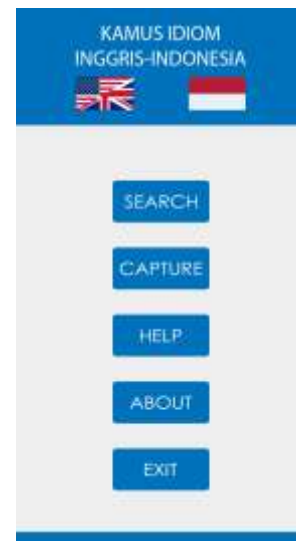 KAMUS IDIOM
INGGRIS-INDONESIA
SEARCH
CAPTURE
HELP
ABOUT
EXIT